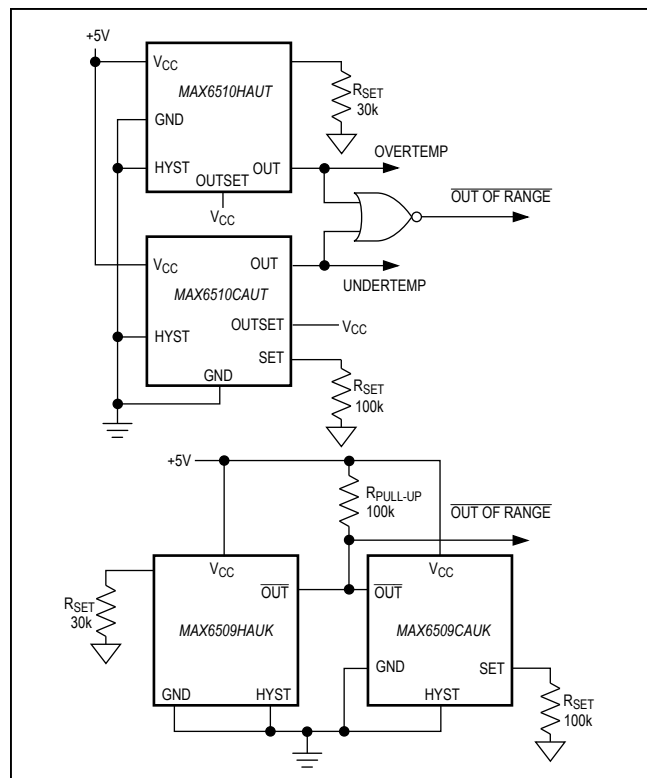 +5V
VCC
MAX6510HAUT
RSET
30k
GND
OVERTEMP
HYST
OUT
OUTSET
OUT OF RANGE
VCC
VCC
OUT
MAX6510CAUT
UNDERTEMP
OUTSET
VCC
HYST
SET
GND
RSET
100k
+5V
RPULL-UP
100k
OUT OF RANGE
VCC
VCC
RSET
30k
OUT
OUT
MAX6509HAUK
MAX6509CAUK
GND
SET
GND
HYST
HYST
RSET
100k